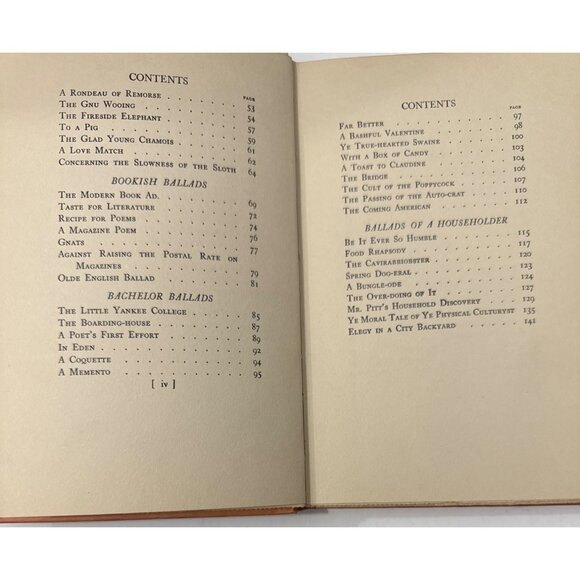 CONTENTS
PAGE
A Rondeau of Remorse . . . . . . 53
The Gnu Wooing . . . . . . . 54
The Fireside Elephant . . . . . . 57
To a Pig . . . . . . . . . 59
The Glad Young Chamois . . . . . 61
A Love Match . . . . . . . . 62
Concerning the Slowness of the Sloth 64
BOOKISH BALLADS
The Modern Book Ad. . . . . . . 69
Taste for Literature . . . . . . 72
Recipe for Poems . . . . . . . 74
A Magazine Poem . . . . . . . 76
Gnats . . . . . . . . . . 77
Against Raising the Postal Rate on
Magazines . . . . . . . . 79
Olde English Ballad . . . . . . 81
BACHELOR BALLADS
The Little Yankee College . . . . 85
The Boarding-house . . . . . . 87
A Poet's First Effort . . . . . . 89
In Eden . . . . . . . . . 92
A Coquette . . . . . . . . 94
A Memento . . . . . . . . 95
[ iv ]
CONTENTS
PAGE
Far Better . . . . . . . . 97
A Bashful Valentine . . . . . . 98
Ye True-hearted Swaine . . . . . 100
With a Box of Candy . . . . . . 103
A Toast to Claudine . . . . . . 104
The Bridge . . . . . . . . 106
The Cult of the Poppycock . . . . 107
The Passing of the Auto-crat . . . 110
The Coming American . . . . . . 112
BALLADS OF A HOUSEHOLDER
Be It Ever So Humble . . . . . . 115
Food Rhapsody . . . . . . . 117
The Cavirabbiobster . . . . . . 120
Spring Dog-eral . . . . . . . 123
A Bungle-ode . . . . . . . . 124
The Over-doing of It . . . . . . 127
Mr. Pitt's Household Discovery . . . 129
Ye Moral Tale of Ye Physical Culturyst 135
Elegy in a City Backyard . . . . . 141